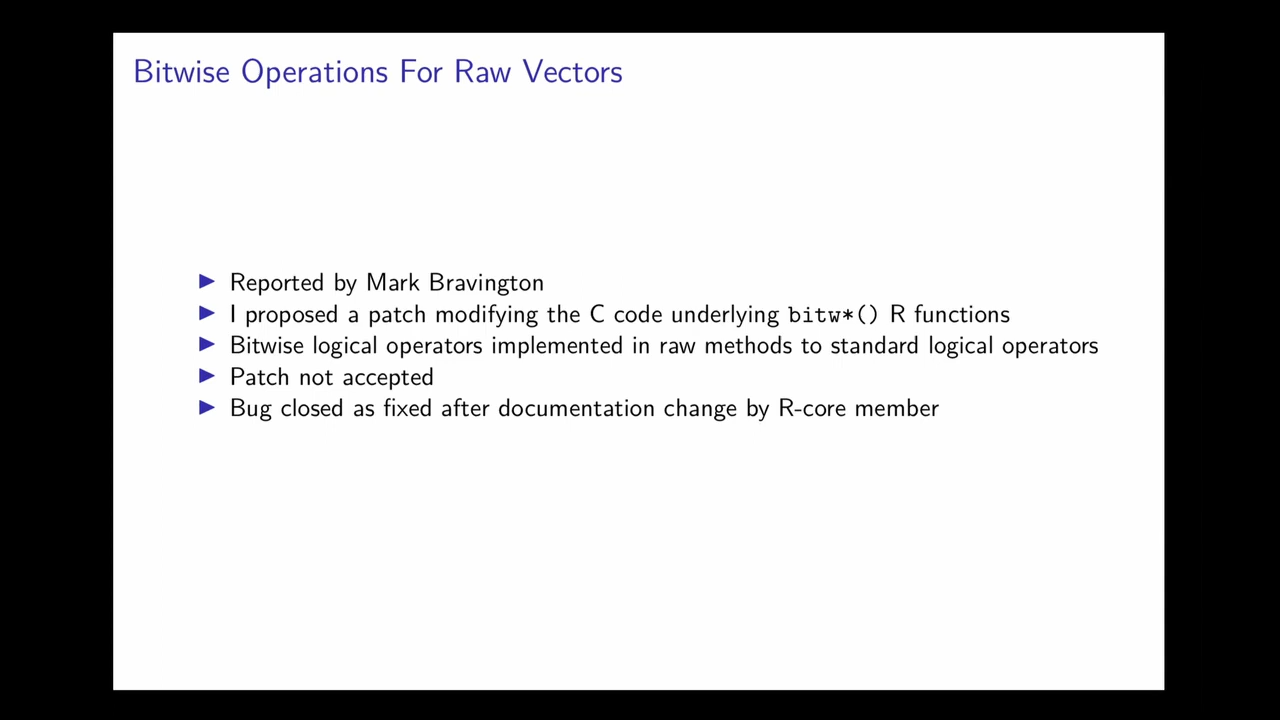 Bitwise Operations For Raw Vectors
Reported by Mark Bravington
I proposed a patch modifying the C code underlying bitw*() R functions
Bitwise logical operators implemented in raw methods to standard logical operators
Patch not accepted
Bug closed as fixed after documentation change by R-core member